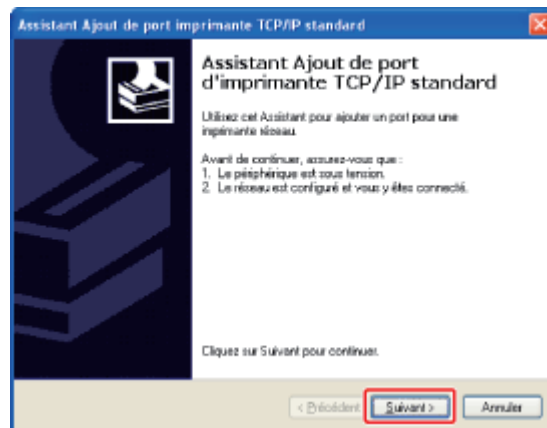 Assistant Ajout de port imprimante TCP/IP standard
Assistant Ajout de port
d'imprimante TCP/IP standard
Utilisez cet Assistant pour ajouter un port pour une
imprimante réseau.
Avant de continuer, assurez-vous que :
1. Le périphérique est sous tension.
2. Le réseau est configuré et vous y êtes connecté.
Cliquez sur Suivant pour continuer.
< Précédent Suivant > Annuler